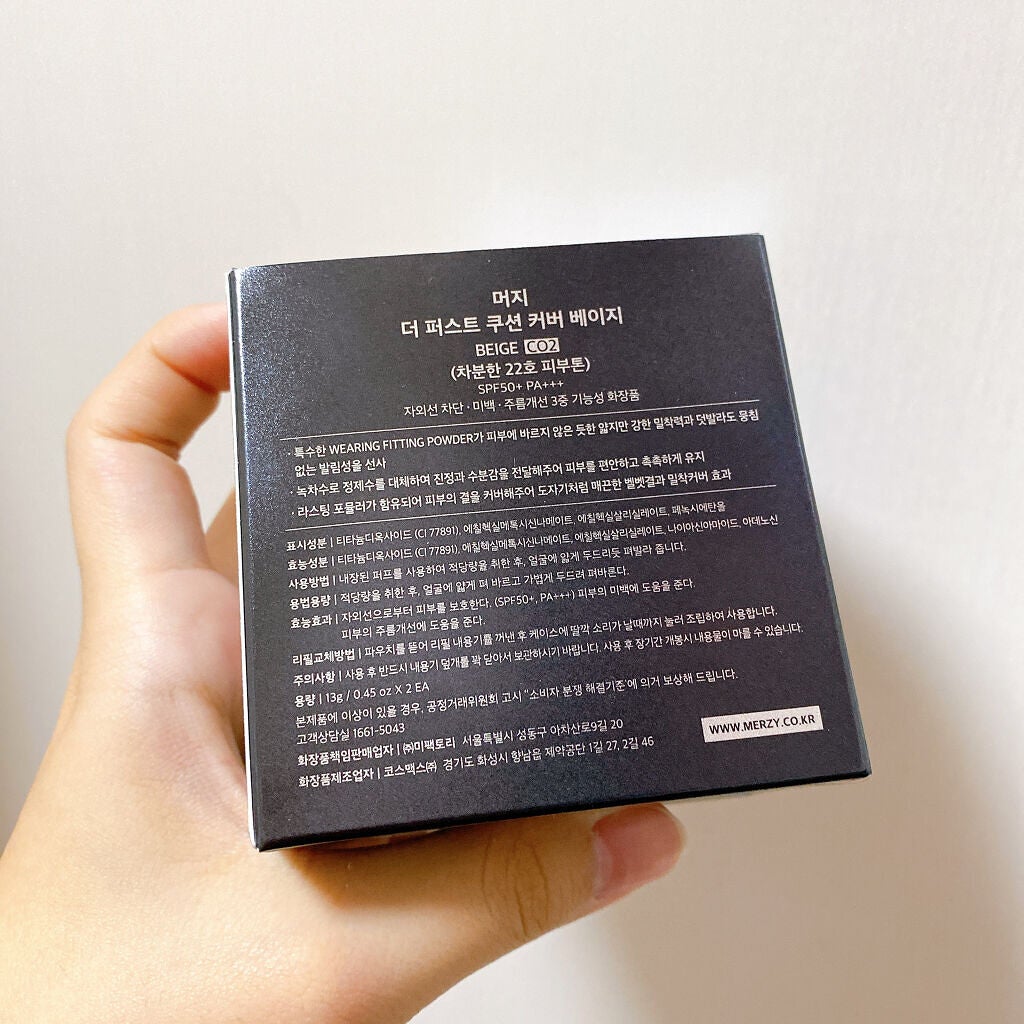 머지
더 퍼스트 쿠션 커버 베이지
BEIGE CO2
(차분한 22호 피부톤)
SPF50+ PA+++
자외선 차단 · 미백 · 주름개선 3중 기능성 화장품
· 특수한 WEARING FITTING POWDER가 피부에 바르지 않은 듯한 얇지만 강한 밀착력과 덧발라도 뭉침
없는 발림성을 선사
· 녹차수로 정제수를 대체하여 진정과 수분감을 전달해주어 피부를 편안하고 촉촉하게 유지
· 라스팅 포뮬러가 함유되어 피부의 결을 커버해주어 도자기처럼 매끈한 벨벳결과 밀착커버 효과
표시성분 | 티타늄디옥사이드 (CI 77891), 에칠헥실메톡시신나메이트, 에칠헥실살리실레이트, 페녹시에탄올
효능성분 | 티타늄디옥사이드 (CI 77891), 에칠헥실메톡시신나메이트, 에칠헥실살리실레이트, 나이아신아마이드, 아데노신
사용방법 | 내장된 퍼프를 사용하여 적당량을 취한 후, 얼굴에 얇게 두드리듯 펴발라 줍니다.
용법용량 | 적당량을 취한 후, 얼굴에 얇게 펴 바르고 가볍게 두드려 펴바른다.
효능효과 | 자외선으로부터 피부를 보호한다. (SPF50+, PA+++) 피부의 미백에 도움을 준다.
피부의 주름개선에 도움을 준다.
리필교체방법 | 파우치를 뜯어 리필 내용기를 꺼낸 후 케이스에 딸깍 소리가 날때까지 눌러 조립하여 사용합니다.
주의사항 | 사용 후 반드시 내용기 덮개를 꽉 닫아서 보관하시기 바랍니다. 사용 후 장기간 개봉시 내용물이 마를 수 있습니다.
용량 | 13g / 0.45 oz X 2 EA
본제품에 이상이 있을 경우, 공정거래위원회 고시 "소비자 분쟁 해결기준'에 의거 보상해 드립니다.
고객상담실 1661-5043
화장품책임판매업자 | ㈜미팩토리 서울특별시 성동구 아차산로9길 20
화장품제조업자 | 코스맥스㈜ 경기도 화성시 향남읍 제약공단 1길 27, 2길 46
WWW.MERZY.CO.KR